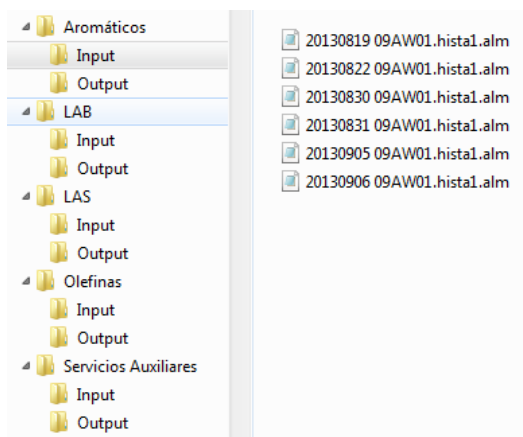 Aromáticos
Input
Output
LAB
Input
Output
LAS
Input
Output
Olefinas
Input
Output
Servicios Auxiliares
Input
Output
20130819 09AW01.hista1.alm
20130822 09AW01.hista1.alm
20130830 09AW01.hista1.alm
20130831 09AW01.hista1.alm
20130905 09AW01.hista1.alm
20130906 09AW01.hista1.alm